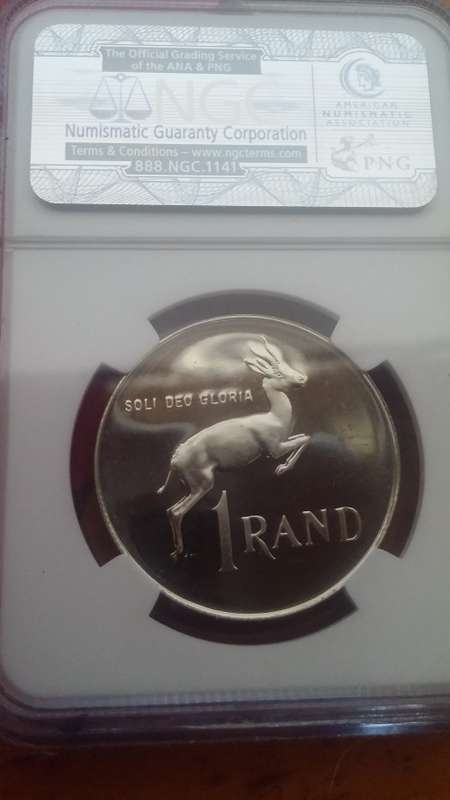 The Official Grading Service
of the ANA & PNG
NGC
Numismatic Guaranty Corporation
Terms & Conditions – www.ngcterms.com
888.NGC.1141
AMERICAN
NUMISMATIC
ASSOCIATION
PNG
SOLI DEO GLORIA
1 RAND